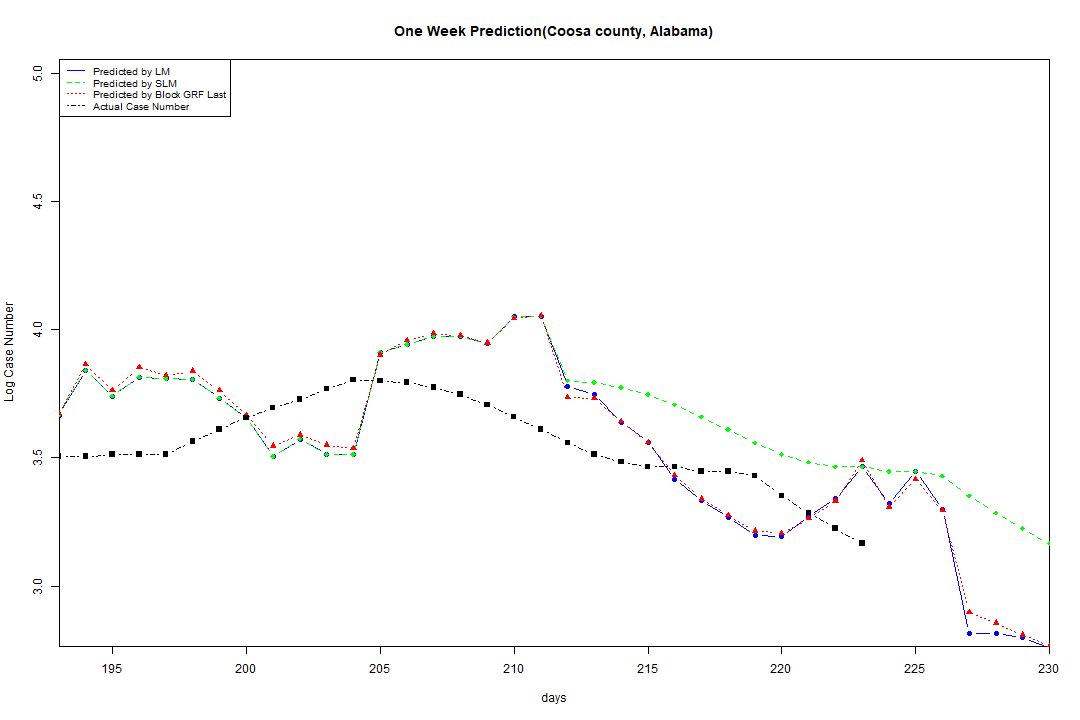 One Week Prediction(Coosa county, Alabama)
Predicted by LM
Predicted by SLM
Predicted by Block GRF Last
Actual Case Number
5.0
4.5
4.0
3.5
3.0
Log Case Number
195 200 205 210 215 220 225 230
days